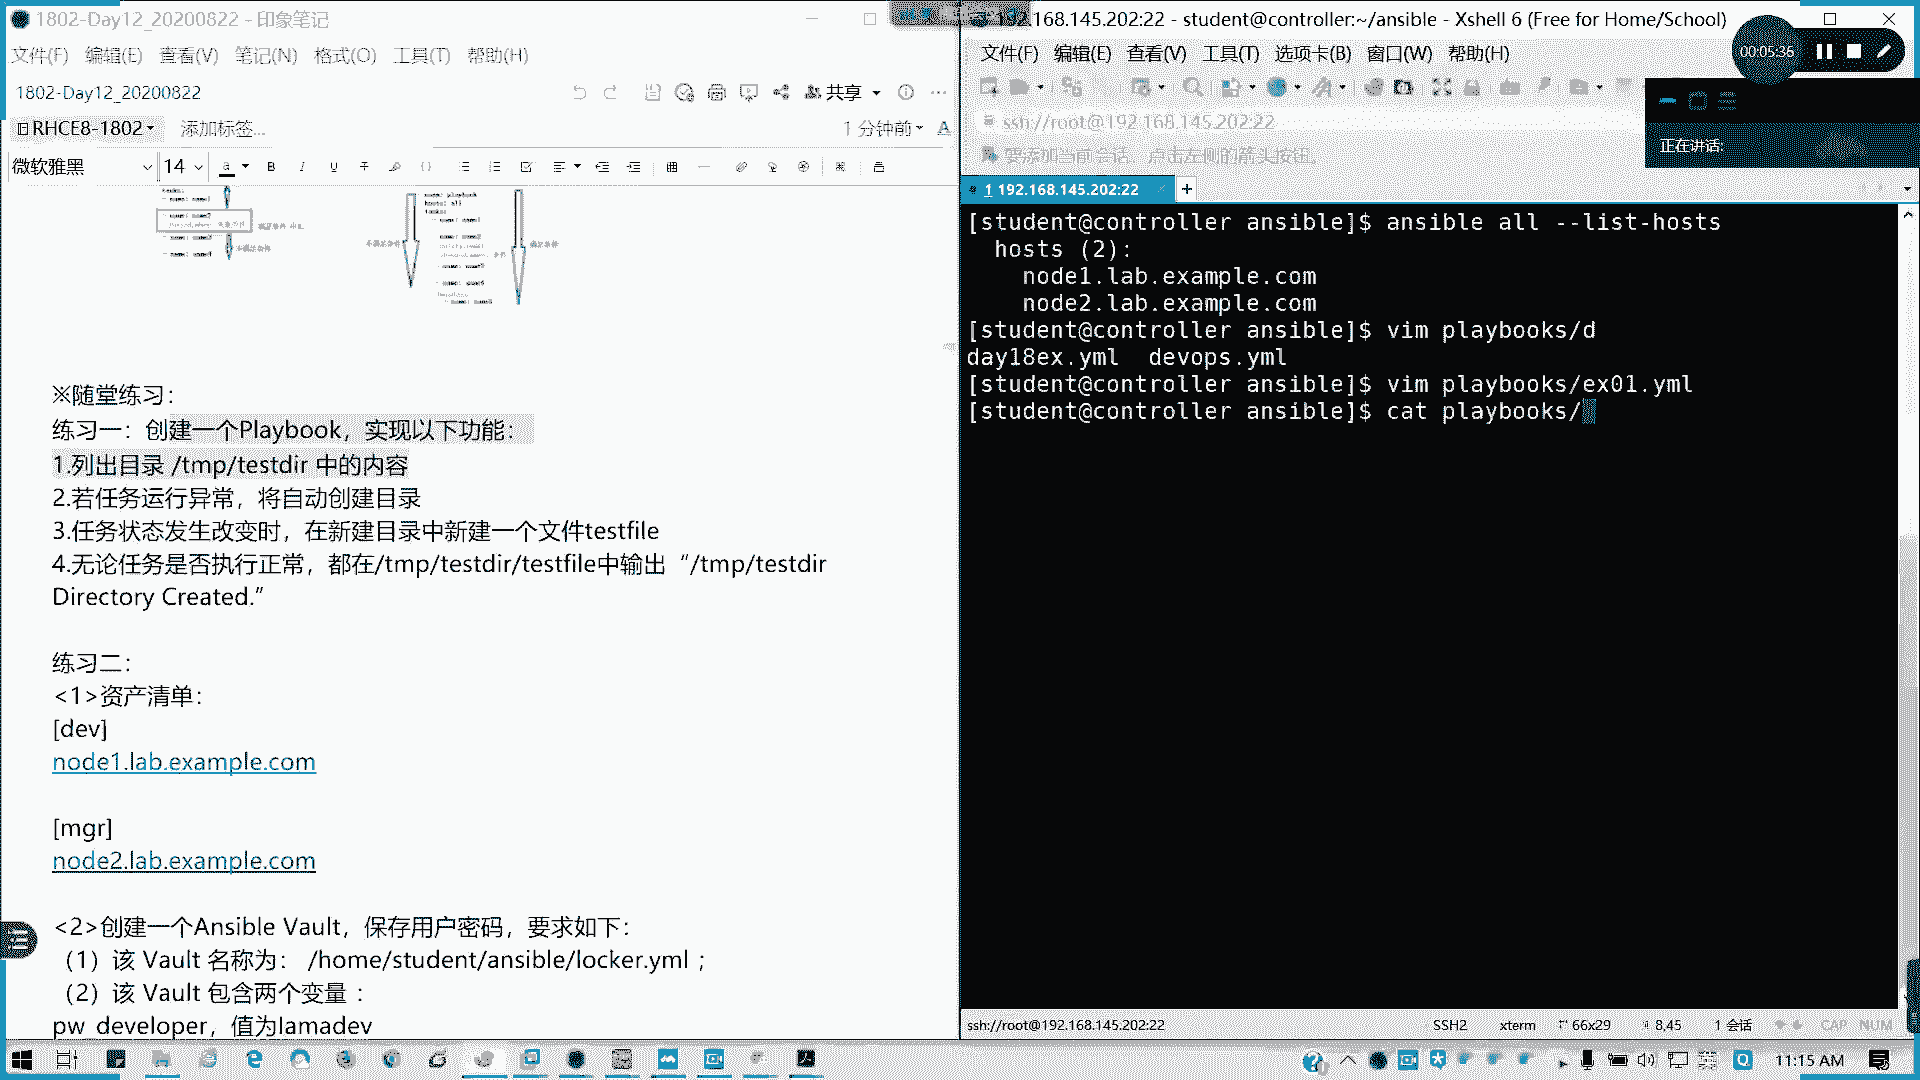 1802-Day12_20200822 - 印象笔记
文件(F) 编辑(E) 查看(V) 笔记(N) 格式(O) 工具(T) 帮助(H)
1802-Day12_20200822
共享
RHCE8-1802
添加标签...
1 分钟前
微软雅黑
14
※随堂练习：
练习一：创建一个Playbook，实现以下功能：
1.列出目录 /tmp/testdir 中的内容
2.若任务运行异常，将自动创建目录
3.任务状态发生改变时，在新建目录中新建一个文件testfile
4.无论任务是否执行正常，都在/tmp/testdir/testfile中输出“/tmp/testdir
Directory Created.”
练习二：
<1>资产清单：
[dev]
node1.lab.example.com
[mgr]
node2.lab.example.com
<2>创建一个Ansible Vault，保存用户密码，要求如下：
（1）该 Vault 名称为： /home/student/ansible/locker.yml ；
（2）该 Vault 包含两个变量 ：
pw_developer，值为lamadev
192.168.145.202:22 - student@controller:~/ansible - Xshell 6 (Free for Home/School)
文件(F) 编辑(E) 查看(V) 工具(T) 选项卡(B) 窗口(W) 帮助(H)
00:05:36
ssh://root@192.168.145.202:22
要添加当前会话，点击左侧的箭头按钮。
正在讲话:
1 192.168.145.202:22
[student@controller ansible]$ ansible all --list-hosts
hosts (2):
node1.lab.example.com
node2.lab.example.com
[student@controller ansible]$ vim playbooks/d
day18ex.yml devops.yml
[student@controller ansible]$ vim playbooks/ex01.yml
[student@controller ansible]$ cat playbooks/
ssh://root@192.168.145.202:22
SSH2
xterm
66x29
8,45
1 会话
CAP NUM
11:15 AM